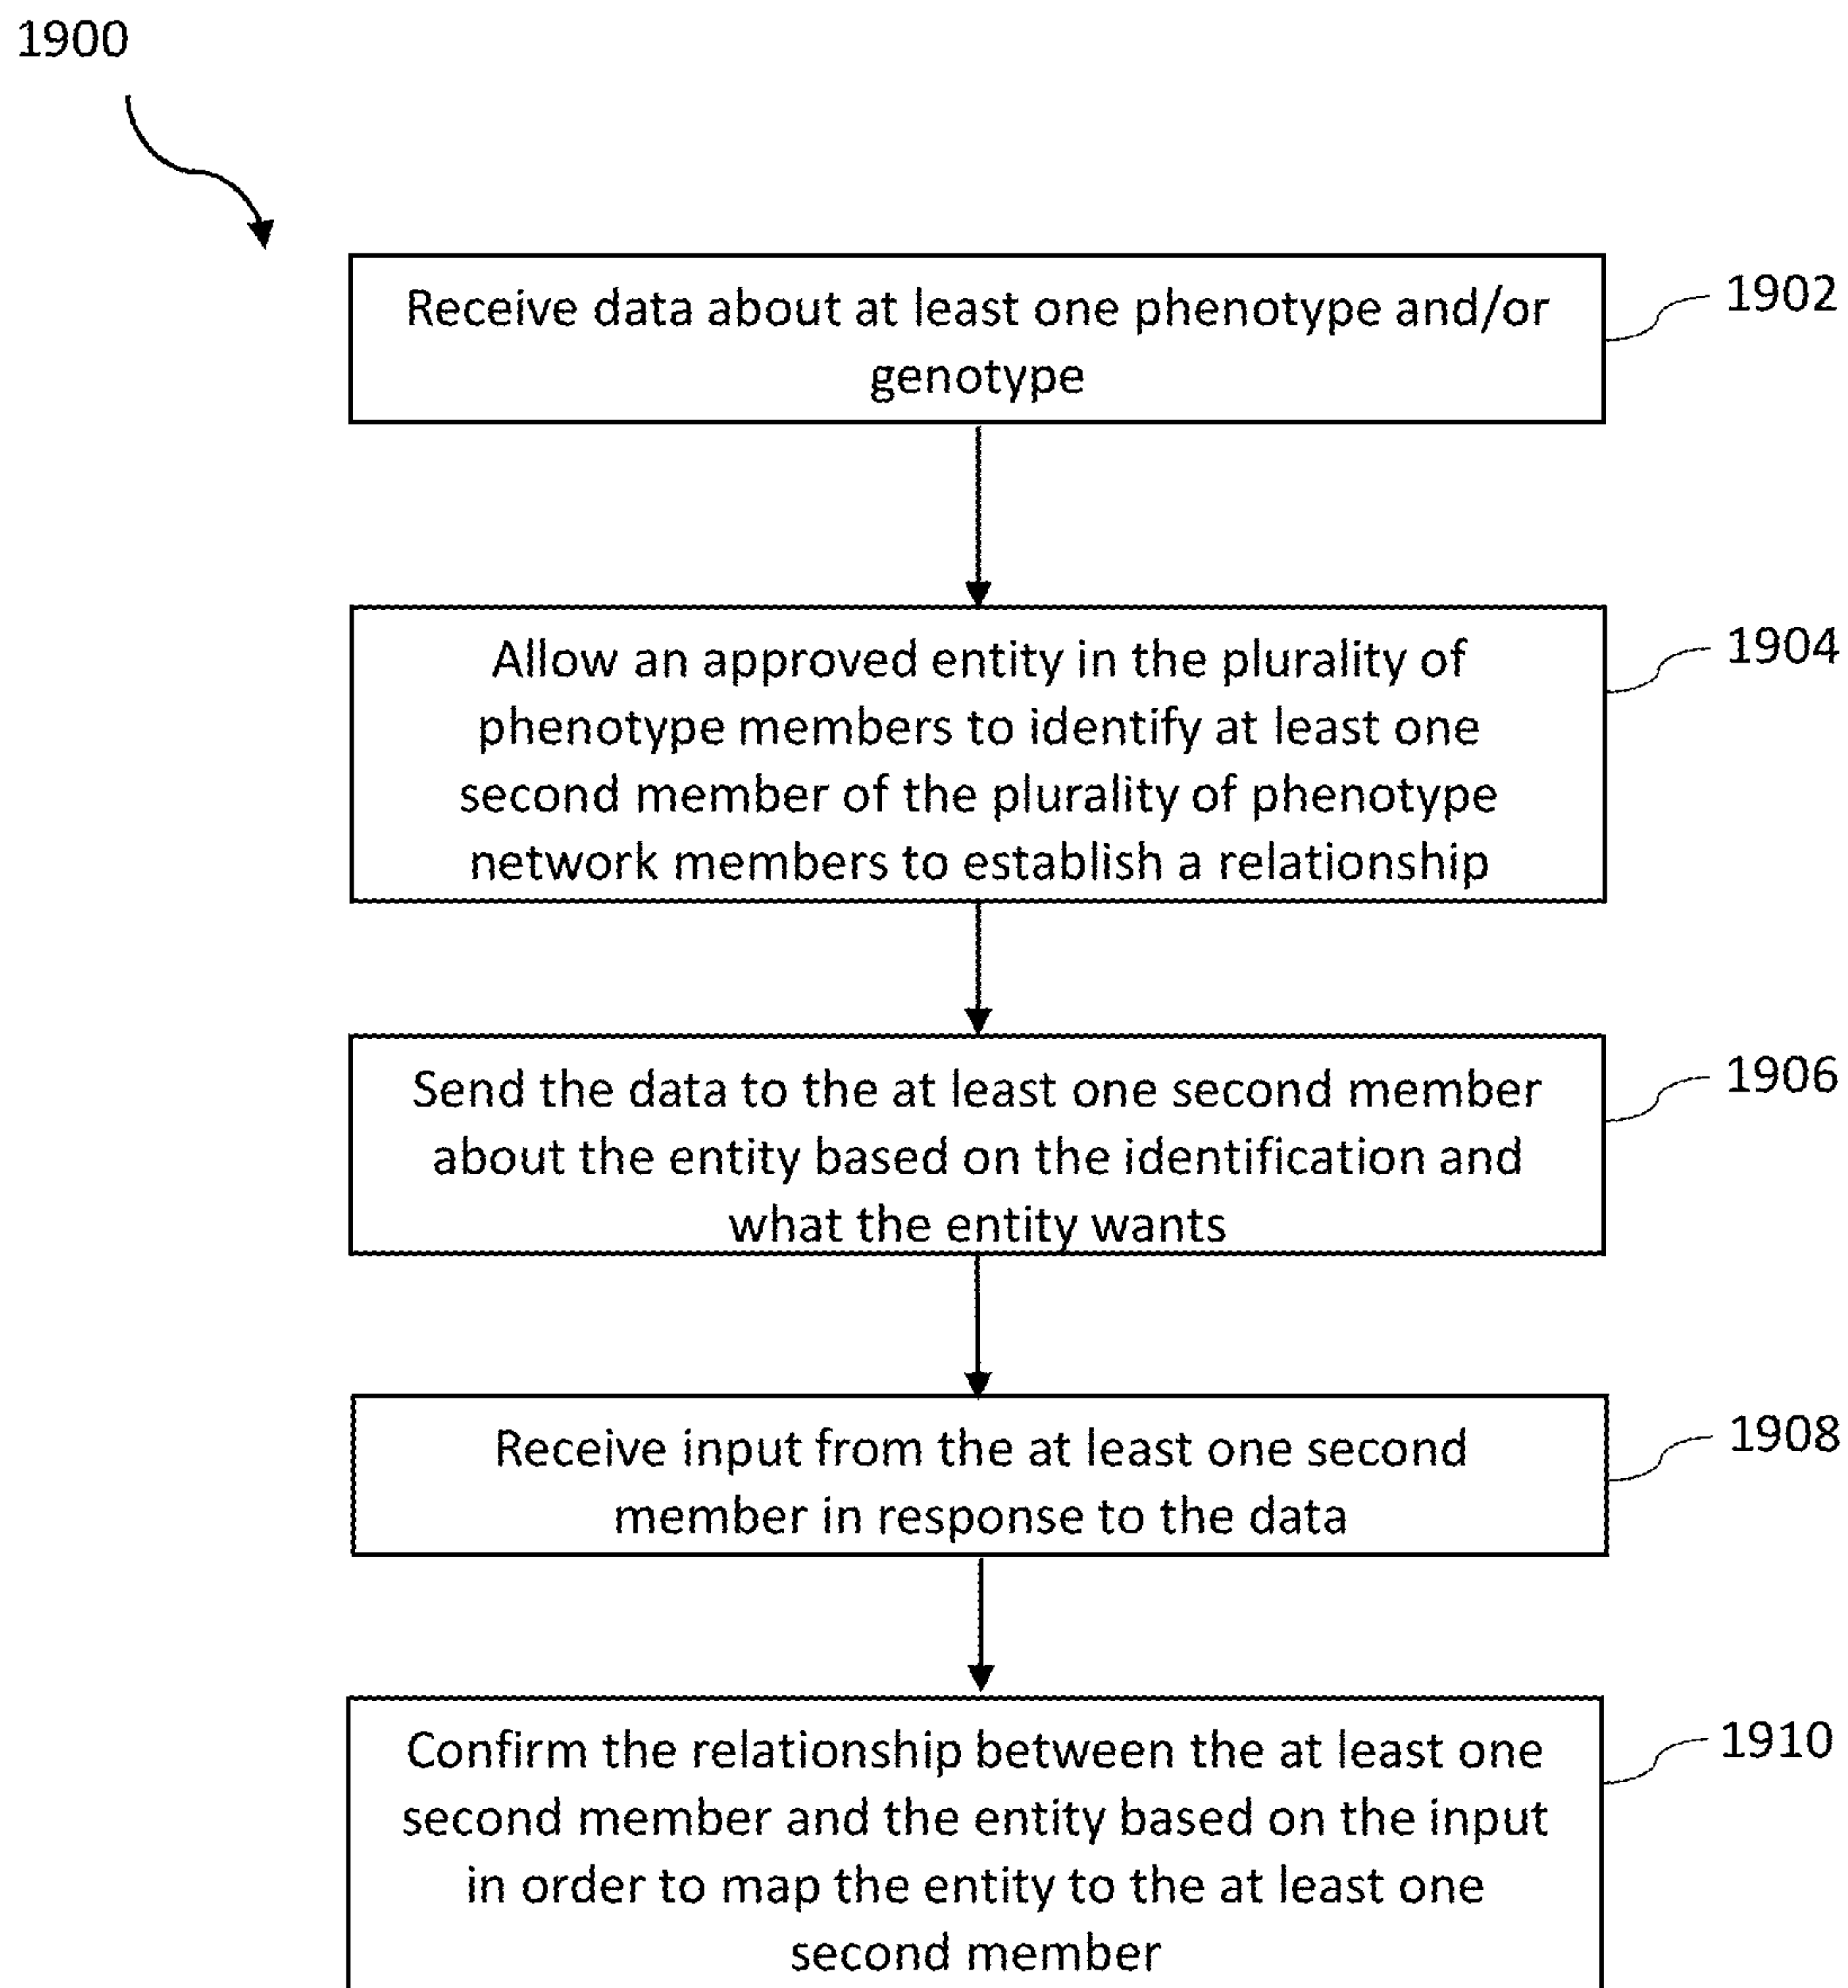 1900
Receive data about at least one phenotype and/or
genotype
1902
Allow an approved entity in the plurality of
phenotype members to identify at least one
second member of the plurality of phenotype
network members to establish a relationship
1904
Send the data to the at least one second member
about the entity based on the identification and
what the entity wants
1906
Receive input from the at least one second
member in response to the data
1908
Confirm the relationship between the at least one
second member and the entity based on the input
in order to map the entity to the at least one
second member
1910